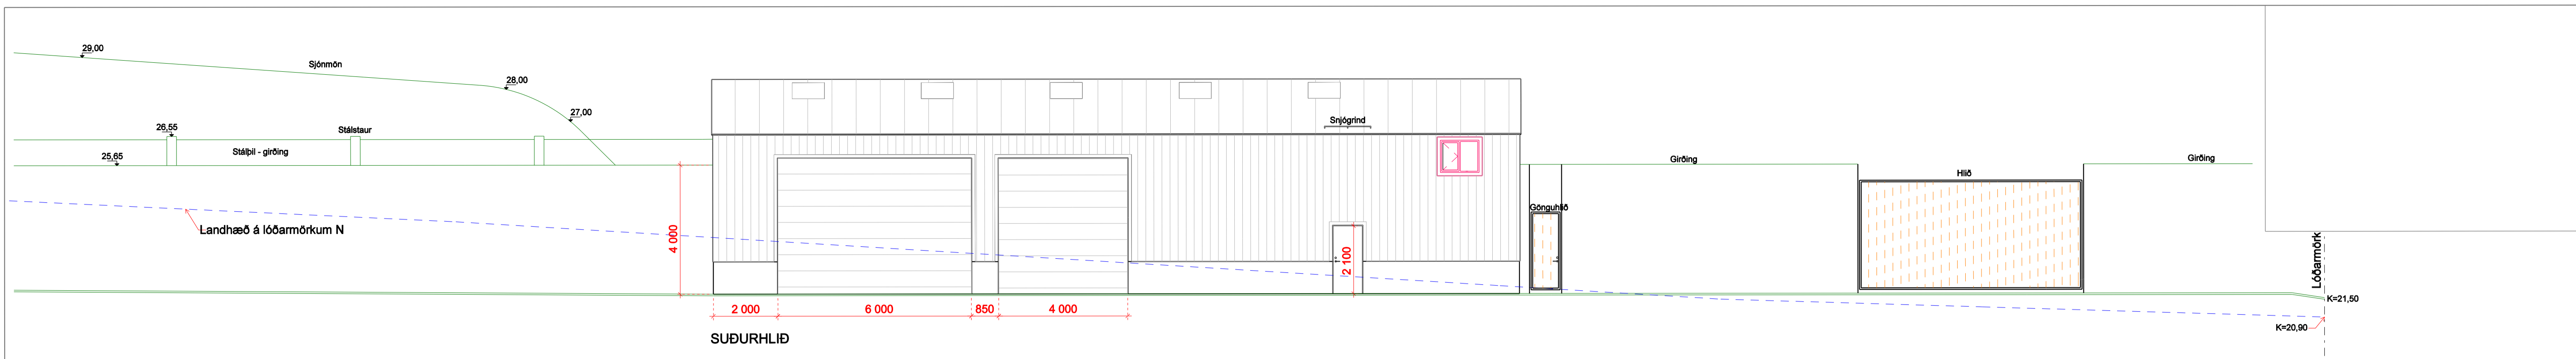 29,00
Sjónmön
28,00
27,00
26,55
Stálstaur
Stálþil - girðing
25,65
Landhæð á lóðarmörkum N
4 000
Snjógrind
2 100
2 000
6 000
850
4 000
SUÐURHLIÐ
Gönguhlið
Girðing
Hlið
Girðing
Lóðarmörk
K=21,50
K=20,90